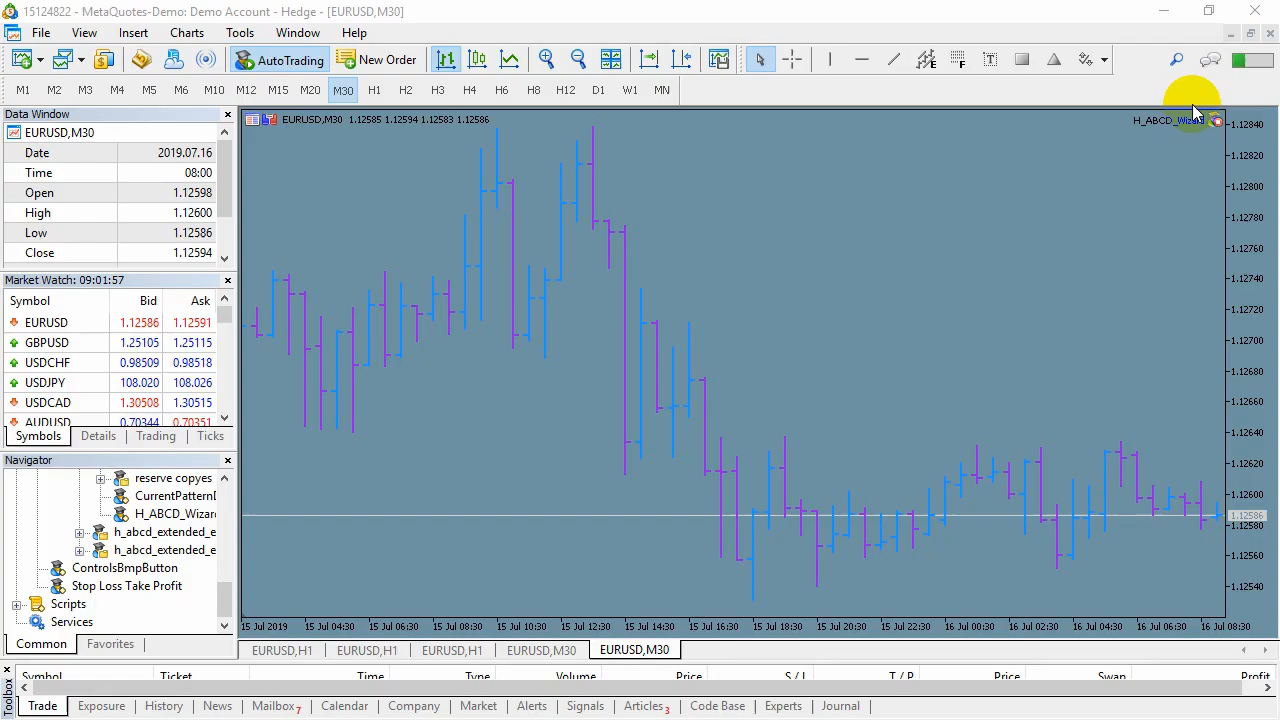 15124822 - MetaQuotes-Demo: Demo Account - Hedge - [EURUSD,M30]
File View Insert Charts Tools Window Help
AutoTrading New Order E F T
M1 M2 M3 M4 M5 M6 M10 M12 M15 M20 M30 H1 H2 H3 H4 H6 H8 H12 D1 W1 MN
Data Window
EURUSD,M30
Date 2019.07.16
Time 08:00
Open 1.12598
High 1.12600
Low 1.12586
Close 1.12594
Market Watch: 09:01:57
Symbol Bid Ask
EURUSD 1.12586 1.12591
GBPUSD 1.25105 1.25115
USDCHF 0.98509 0.98518
USDJPY 108.020 108.026
USDCAD 1.30508 1.30515
AUDUSD 0.70344 0.70351
Symbols Details Trading Ticks
Navigator
reserve copyes
CurrentPatternD
H_ABCD_Wizar
h_abcd_extended_e
h_abcd_extended_e
ControlsBmpButton
Stop Loss Take Profit
Scripts
Services
Common Favorites
EURUSD,M30 1.12585 1.12594 1.12583 1.12586
H_ABCD_Wizard
1.12840
1.12820
1.12800
1.12780
1.12760
1.12740
1.12720
1.12700
1.12680
1.12660
1.12640
1.12620
1.12600
1.12586
1.12580
1.12560
1.12540
15 Jul 2019 15 Jul 04:30 15 Jul 06:30 15 Jul 08:30 15 Jul 10:30 15 Jul 12:30 15 Jul 14:30 15 Jul 16:30 15 Jul 18:30 15 Jul 20:30 15 Jul 22:30 16 Jul 00:30 16 Jul 02:30 16 Jul 04:30 16 Jul 06:30 16 Jul 08:30
EURUSD,H1 EURUSD,H1 EURUSD,H1 EURUSD,M30 EURUSD,M30
Toolbox
Symbol Ticket Time Type Volume Price S / L T / P Price Swap Profit
Trade Exposure History News Mailbox 7 Calendar Company Market Alerts Signals Articles 3 Code Base Experts Journal